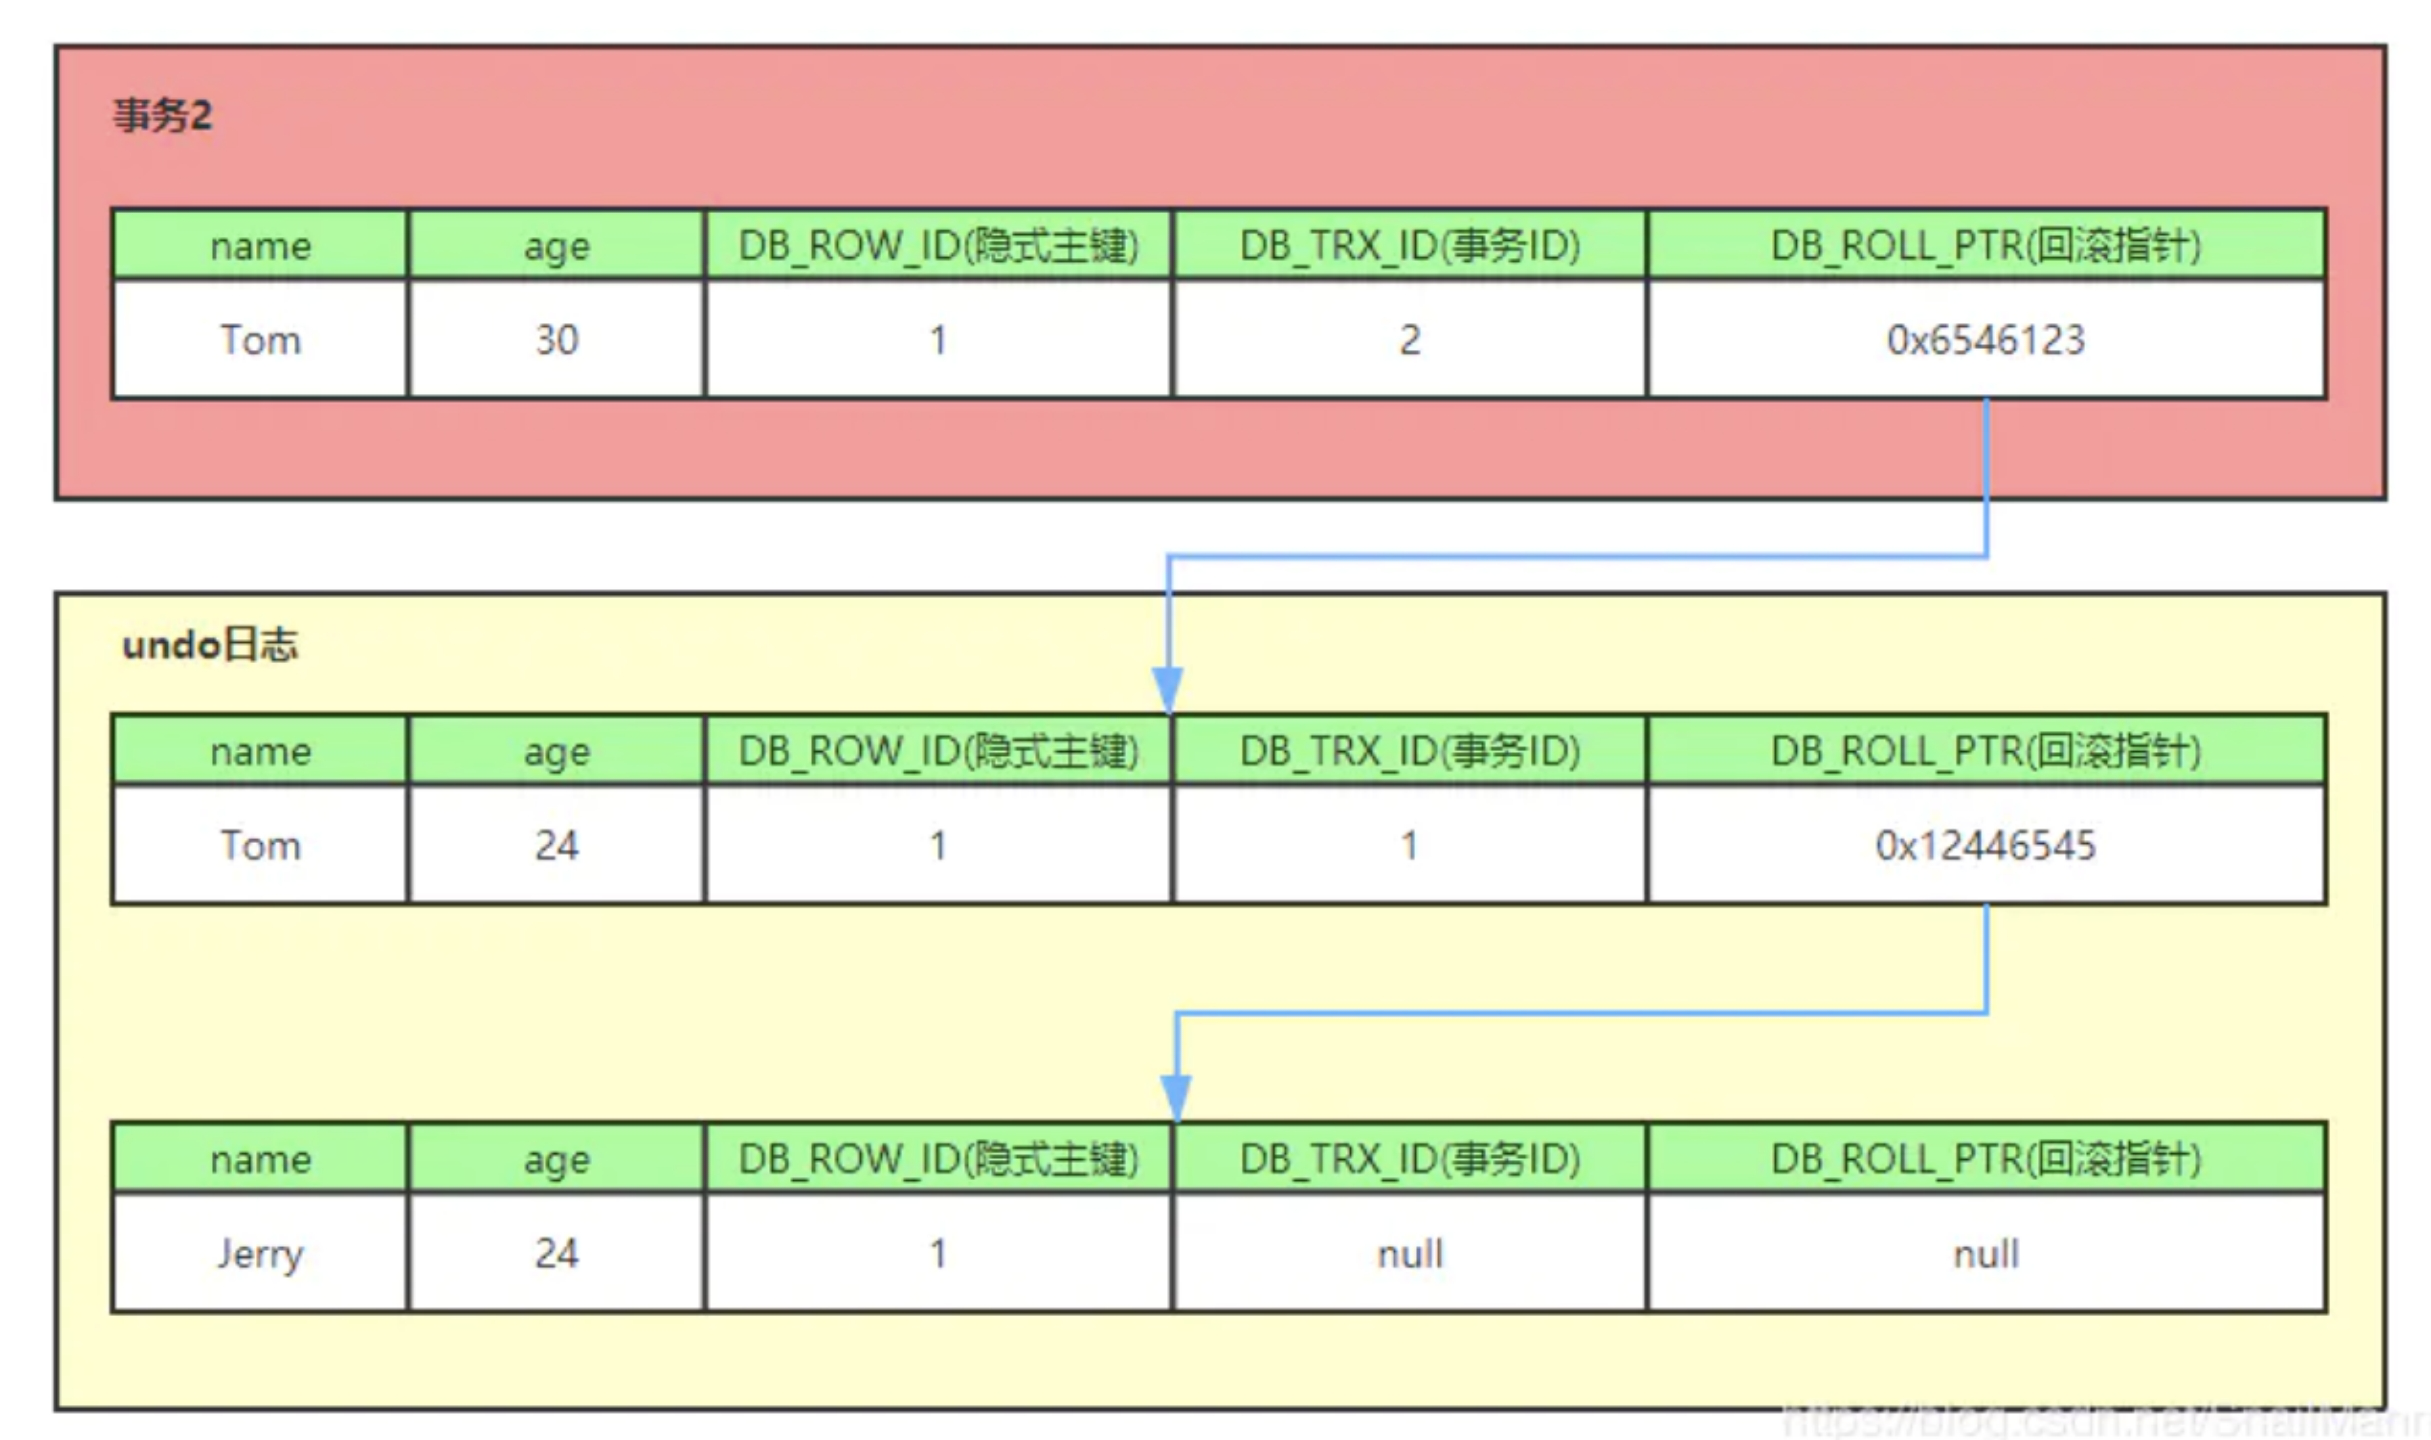 事务2
name age DB_ROW_ID(隐式主键) DB_TRX_ID(事务ID) DB_ROLL_PTR(回滚指针)
Tom 30 1 2 0x6546123
undo日志
name age DB_ROW_ID(隐式主键) DB_TRX_ID(事务ID) DB_ROLL_PTR(回滚指针)
Tom 24 1 1 0x12446545
name age DB_ROW_ID(隐式主键) DB_TRX_ID(事务ID) DB_ROLL_PTR(回滚指针)
Jerry 24 1 null null
https://blog.csdn.net/SnailMann